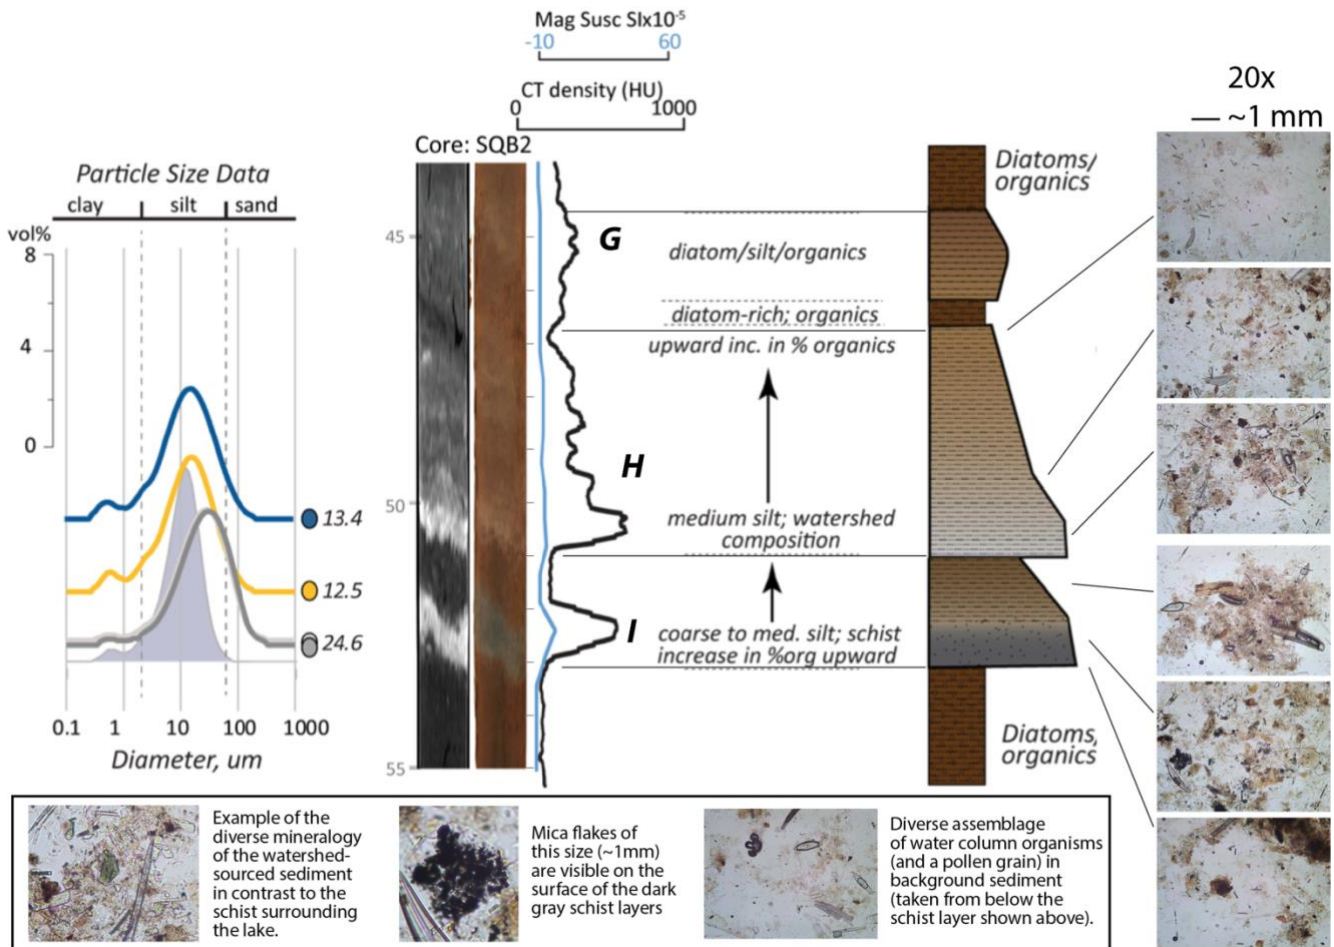 Mag Susc SIx10-5
-10 60
CT density (HU)
0 1000
Core: SQB2
20x
~1 mm
Particle Size Data
clay silt sand
vol%
8
4
0
13.4
12.5
24.6
0.1 1 10 100 1000
Diameter, um
45
50
55
G
H
I
diatom/silt/organics
diatom-rich; organics
upward inc. in % organics
medium silt; watershed
composition
coarse to med. silt; schist
increase in %org upward
Diatoms/
organics
Diatoms,
organics
Example of the
diverse mineralogy
of the watershed-
sourced sediment
in contrast to the
schist surrounding
the lake.
Mica flakes of
this size (~1mm)
are visible on the
surface of the dark
gray schist layers
Diverse assemblage
of water column organisms
(and a pollen grain) in
background sediment
(taken from below the
schist layer shown above).